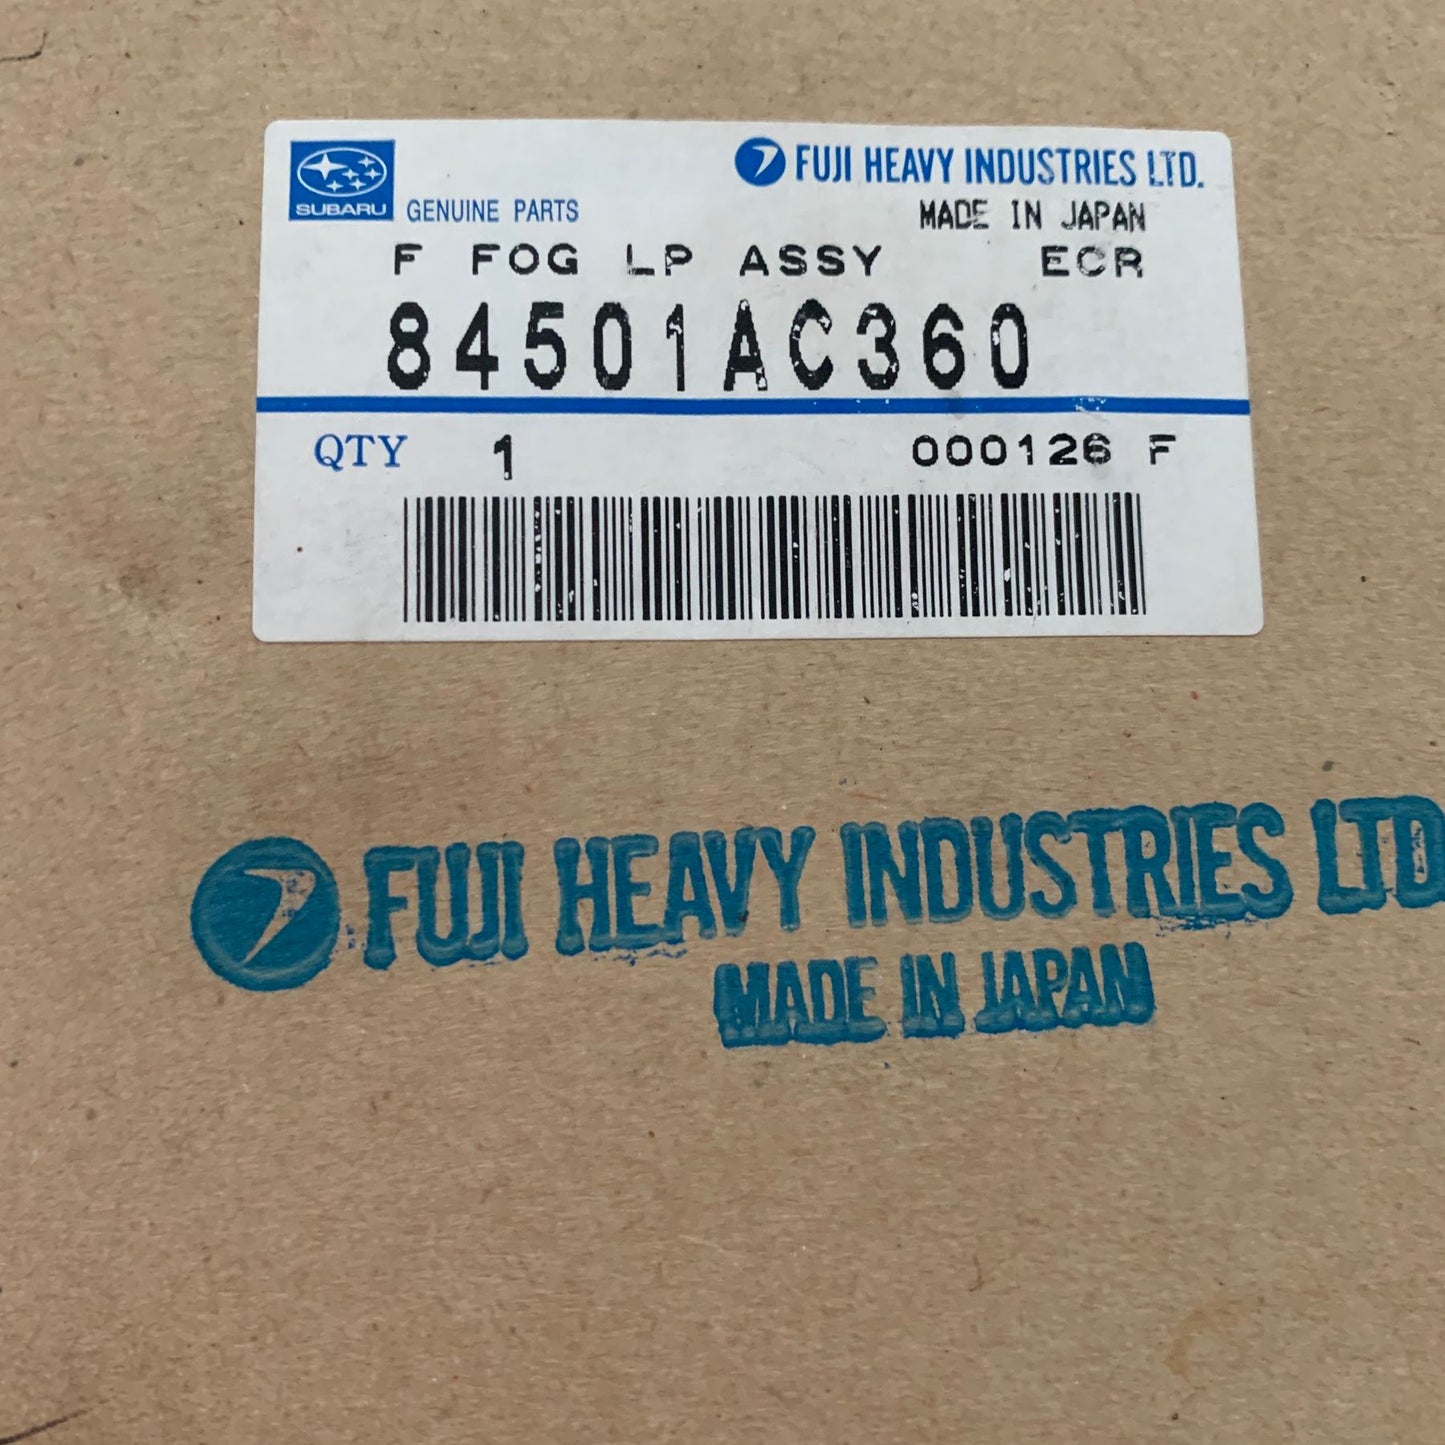 SUBARU GENUINE PARTS
FUJI HEAVY INDUSTRIES LTD.
MADE IN JAPAN
F FOG LP ASSY ECR
84501AC360
QTY 1 000126 F
FUJI HEAVY INDUSTRIES LTD
MADE IN JAPAN